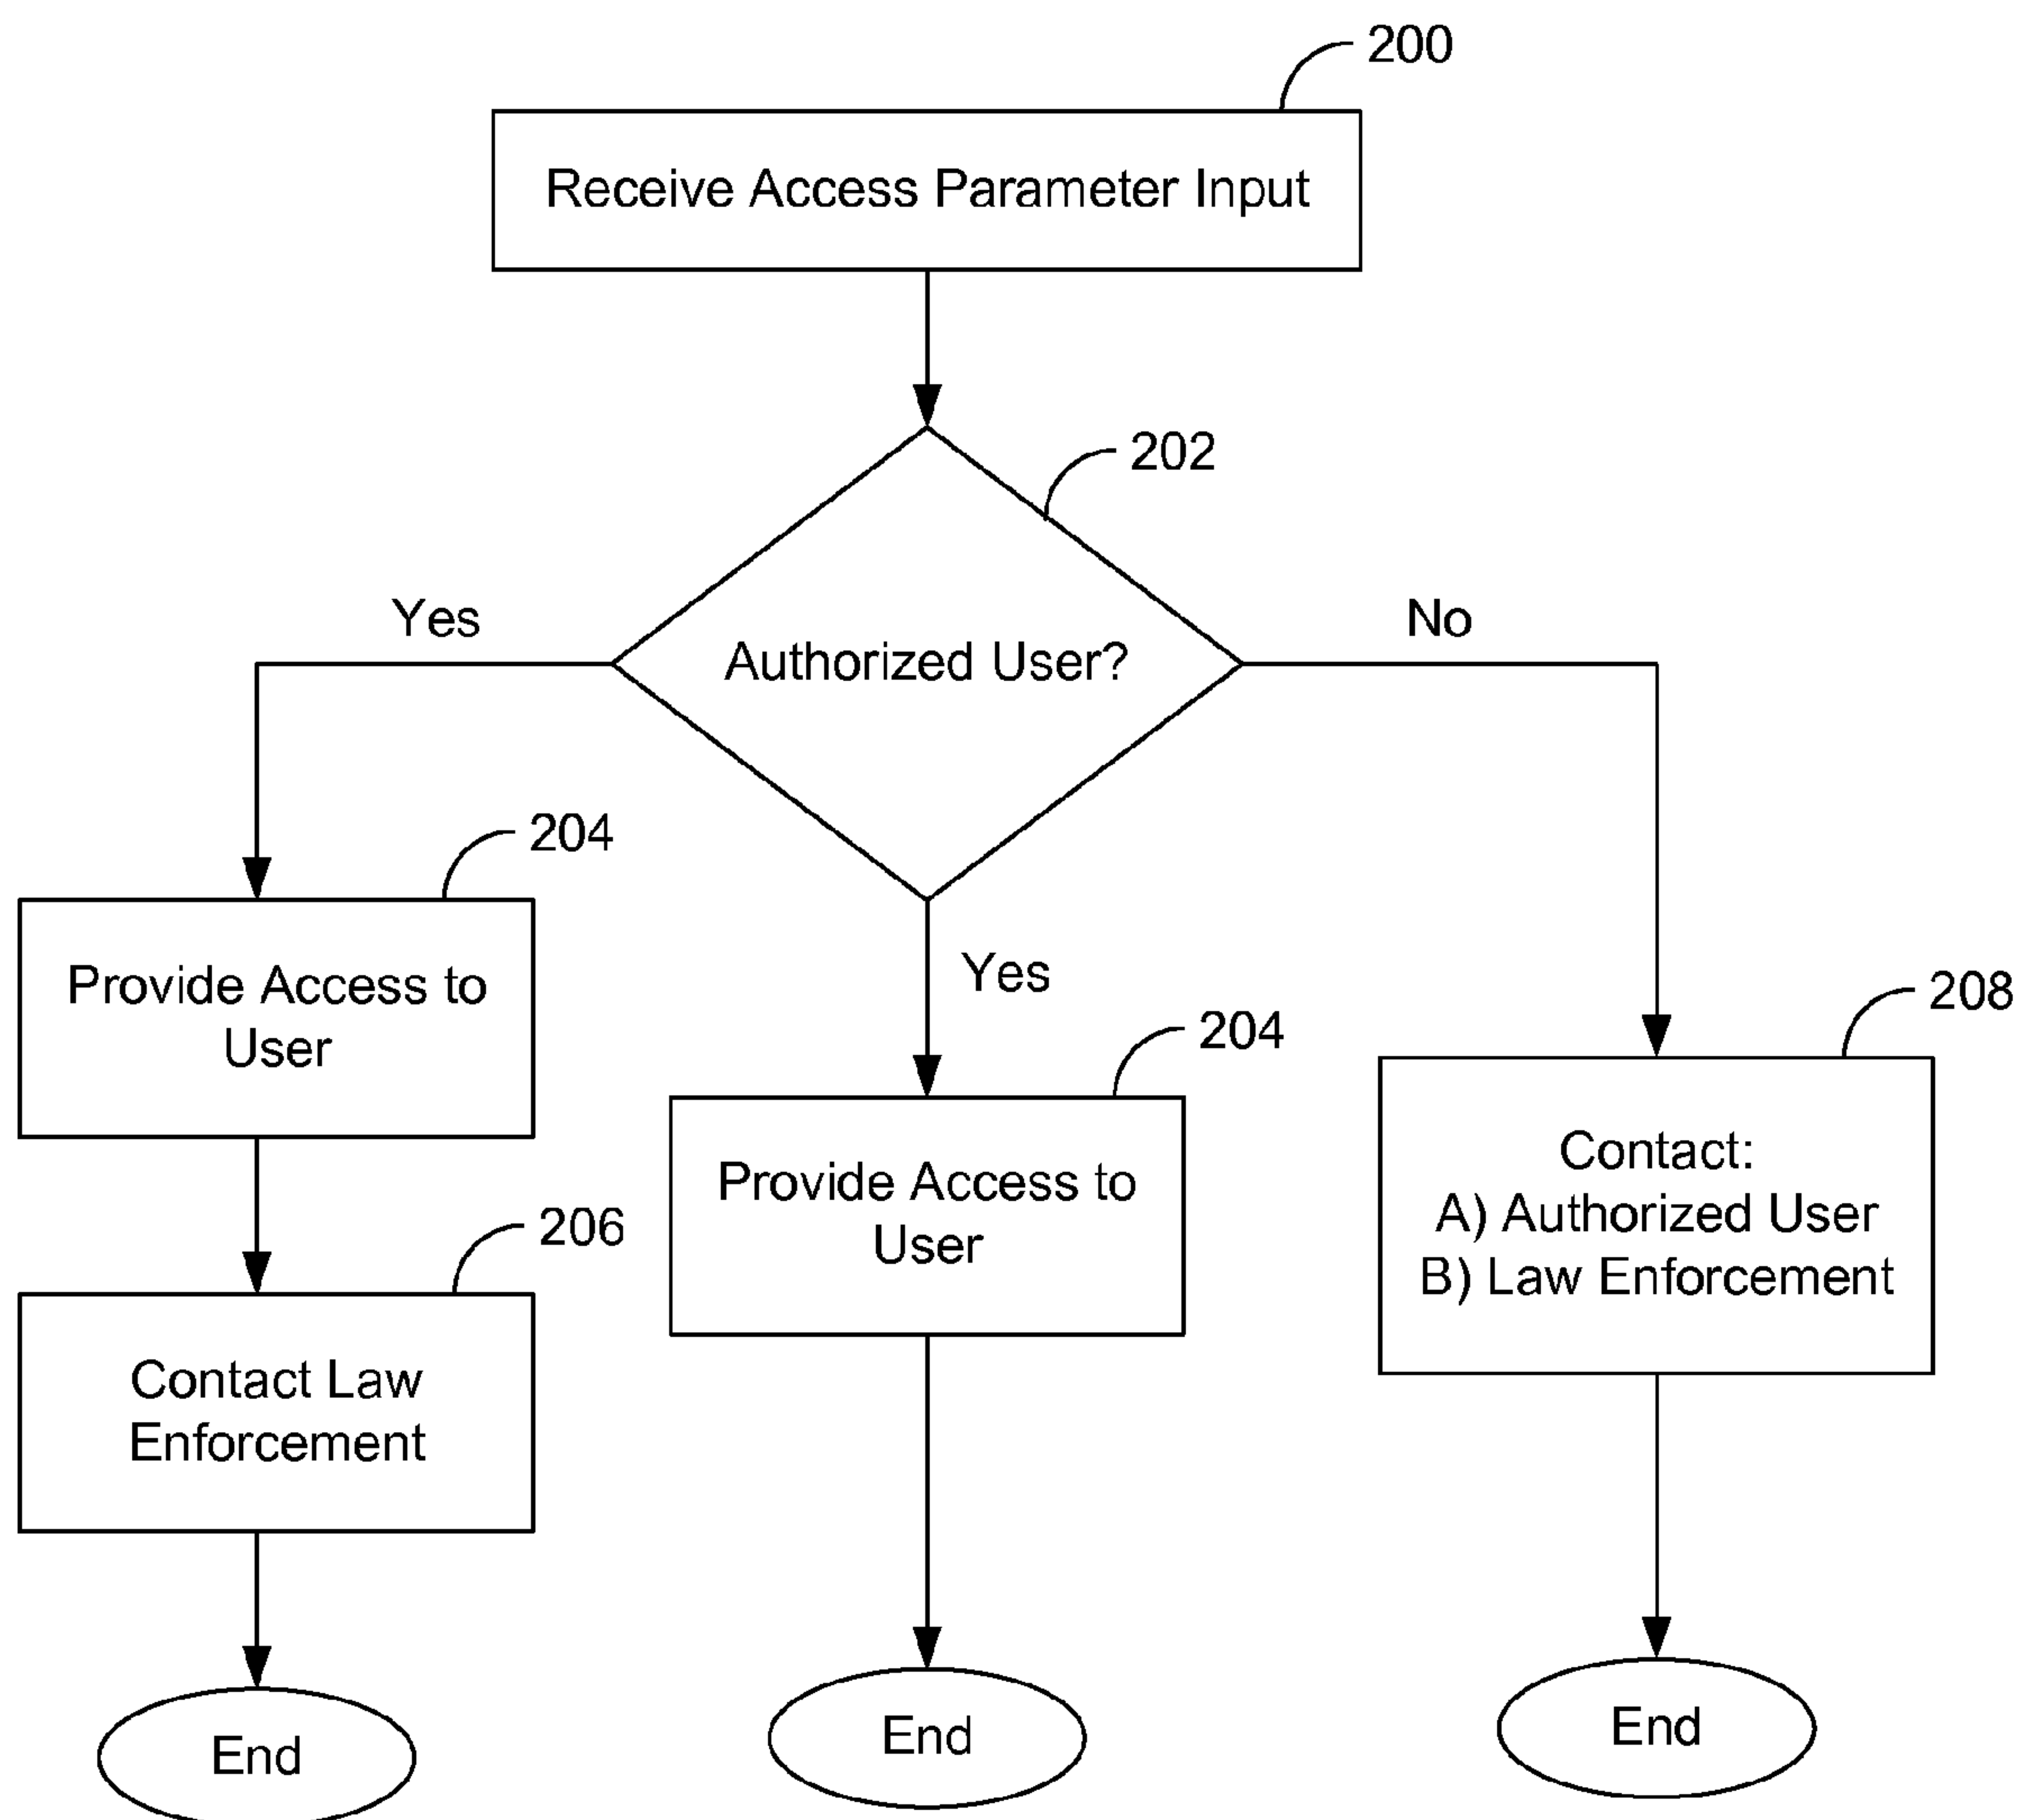 200
Receive Access Parameter Input
202
Yes
No
Authorized User?
204
Provide Access to
User
Yes
204
208
Provide Access to
User
Contact:
A) Authorized User
B) Law Enforcement
206
Contact Law
Enforcement
End
End
End